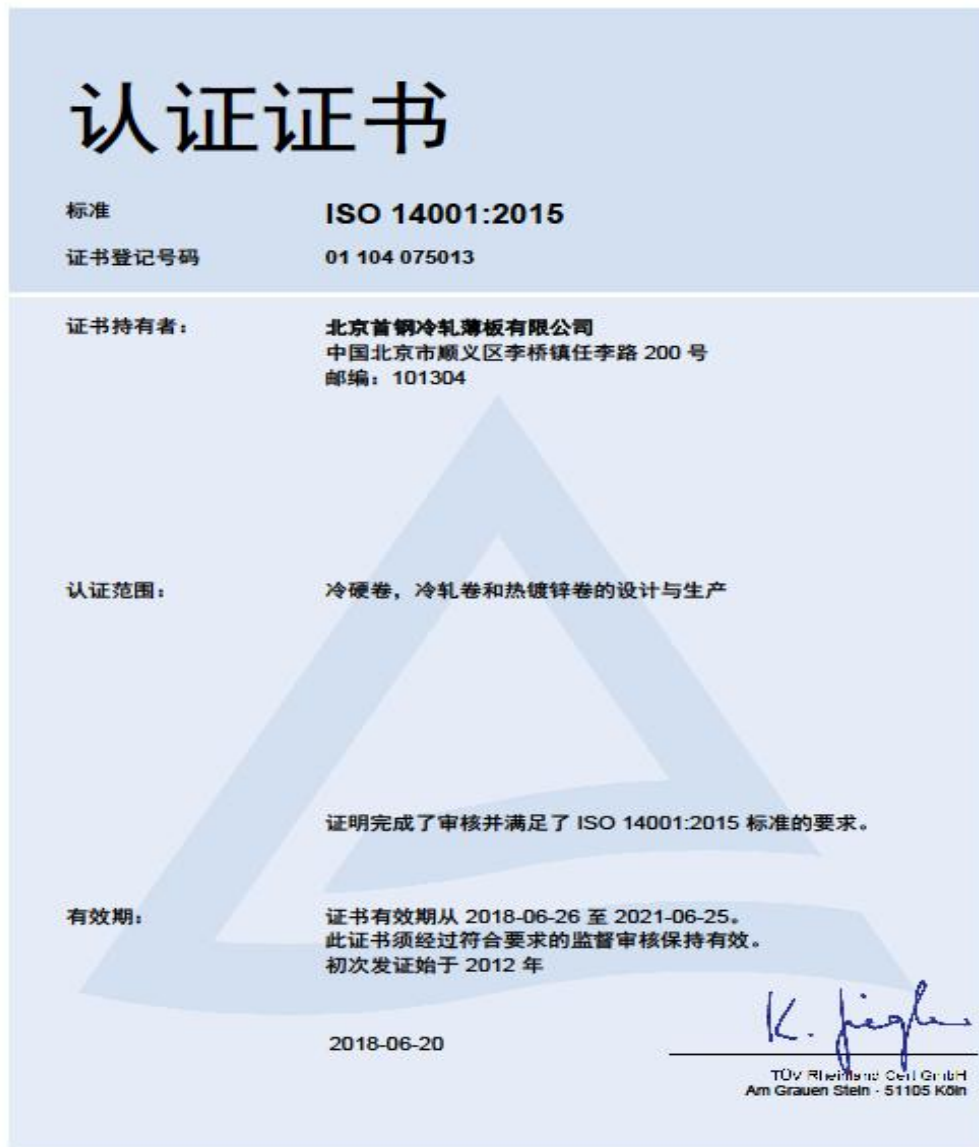 认证证书
标准 ISO 14001:2015
证书登记号码 01 104 075013
证书持有者: 北京首钢冷轧薄板有限公司
中国北京市顺义区李桥镇任李路 200 号
邮编: 101304
认证范围: 冷硬卷, 冷轧卷和热镀锌卷的设计与生产
证明完成了审核并满足了 ISO 14001:2015 标准的要求。
有效期: 证书有效期从 2018-06-26 至 2021-06-25。
此证书须经过符合要求的监督审核保持有效。
初次发证始于 2012 年
2018-06-20
TÜV Rheinland Cert GmbH
Am Grauen Stein · 51105 Köln